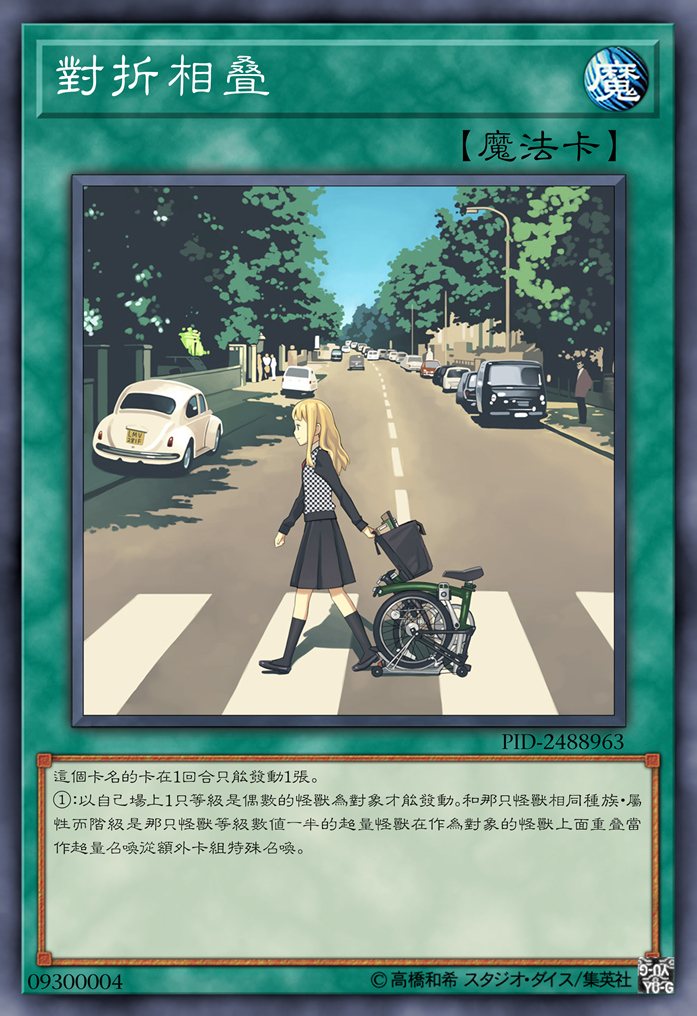 對折相叠
魔
【魔法卡】
LMV
281F
PID-2488963
這個卡名的卡在1回合只能發動1張。
①:以自己場上1只等級是偶數的怪獸為對象才能發動。和那只怪獸相同種族·屬
性而階級是那只怪獸等級數值一半的超量怪獸在作為對象的怪獸上面重叠當
作超量召喚從額外卡組特殊召喚。
09300004
©高橋和希 スタジオ·ダイス/集英社